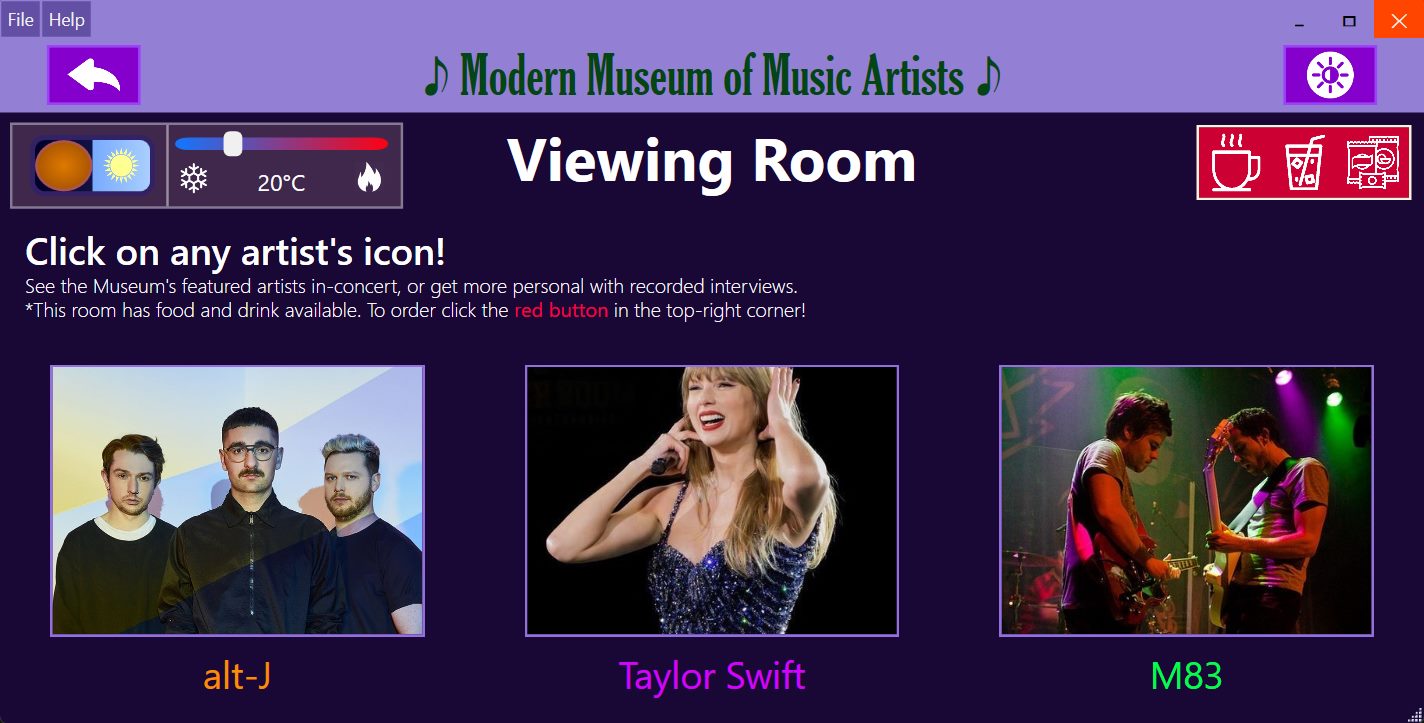 File Help
♪ Modern Museum of Music Artists ♪
Viewing Room
20°C
Click on any artist's icon!
See the Museum's featured artists in-concert, or get more personal with recorded interviews.
*This room has food and drink available. To order click the red button in the top-right corner!
alt-J
Taylor Swift
M83